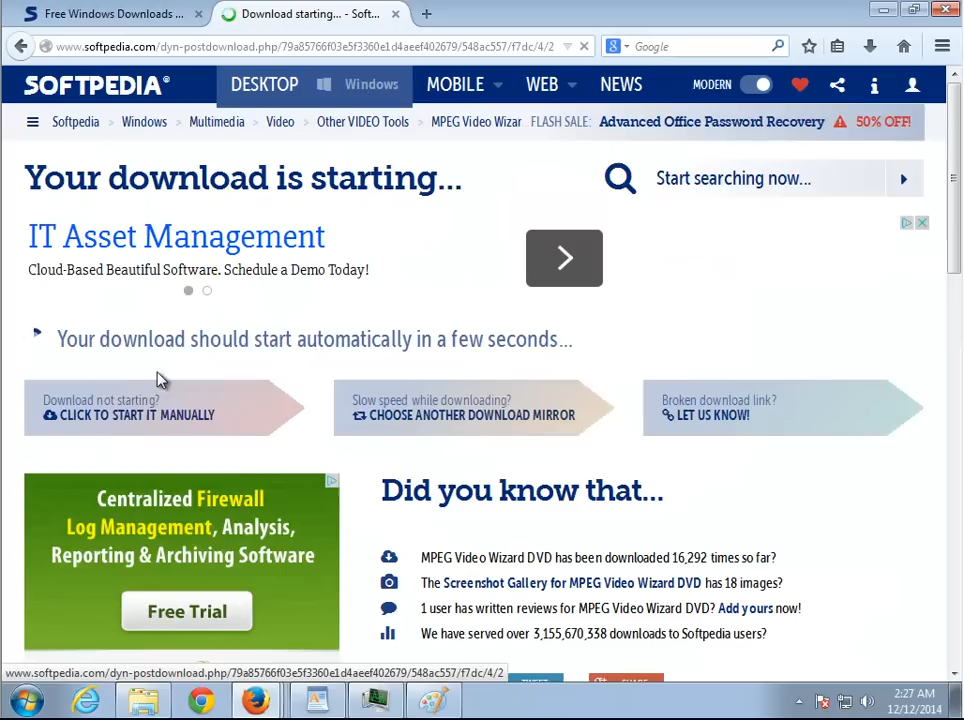 Free Windows Downloads ...
Download starting... - Soft...
www.softpedia.com/dyn-postdownload.php/79a85766f03e5f3360e1d4aeef402679/548ac557/f7dc/4/2
Google
SOFTPEDIA®
DESKTOP
Windows
MOBILE
WEB
NEWS
MODERN
Softpedia > Windows > Multimedia > Video > Other VIDEO Tools > MPEG Video Wizar
FLASH SALE: Advanced Office Password Recovery 50% OFF!
Your download is starting...
Start searching now...
IT Asset Management
Cloud-Based Beautiful Software. Schedule a Demo Today!
Your download should start automatically in a few seconds...
Download not starting?
CLICK TO START IT MANUALLY
Slow speed while downloading?
CHOOSE ANOTHER DOWNLOAD MIRROR
Broken download link?
LET US KNOW!
Centralized Firewall
Log Management, Analysis,
Reporting & Archiving Software
Free Trial
Did you know that...
MPEG Video Wizard DVD has been downloaded 16,292 times so far?
The Screenshot Gallery for MPEG Video Wizard DVD has 18 images?
1 user has written reviews for MPEG Video Wizard DVD? Add yours now!
We have served over 3,155,670,338 downloads to Softpedia users?
TWEET
SHARE
www.softpedia.com/dyn-postdownload.php/79a85766f03e5f3360e1d4aeef402679/548ac557/f7dc/4/2
2:27 AM
12/12/2014